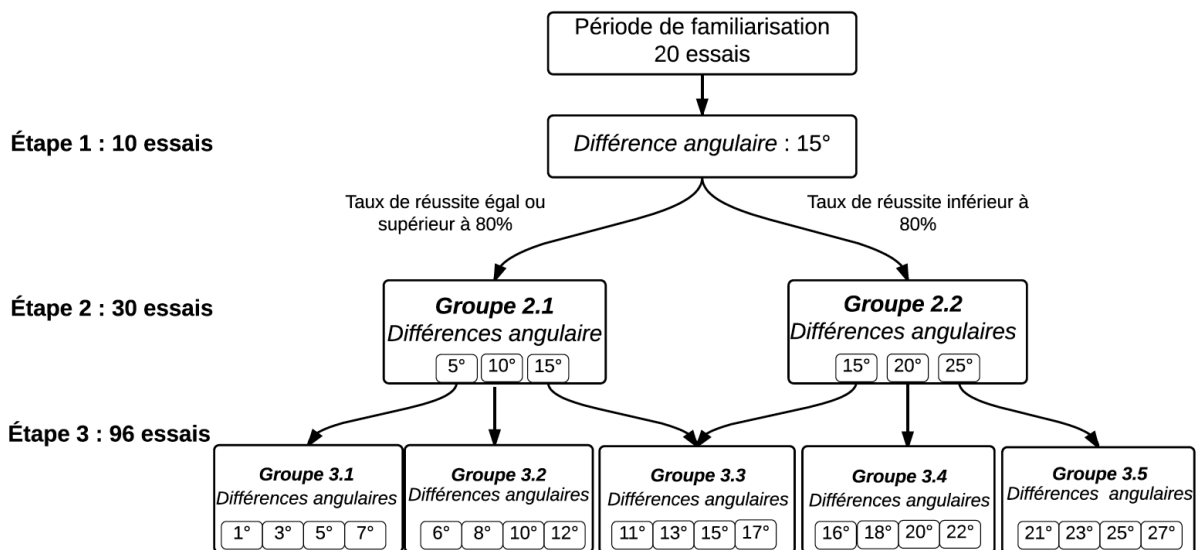 Période de familiarisation
20 essais
Étape 1 : 10 essais
Différence angulaire : 15°
Taux de réussite égal ou
supérieur à 80%
Taux de réussite inférieur à
80%
Étape 2 : 30 essais
Groupe 2.1
Différences angulaire
5° 10° 15°
Groupe 2.2
Différences angulaires
15° 20° 25°
Étape 3 : 96 essais
Groupe 3.1
Différences angulaires
1° 3° 5° 7°
Groupe 3.2
Différences angulaires
6° 8° 10° 12°
Groupe 3.3
Différences angulaires
11° 13° 15° 17°
Groupe 3.4
Différences angulaires
16° 18° 20° 22°
Groupe 3.5
Différences angulaires
21° 23° 25° 27°